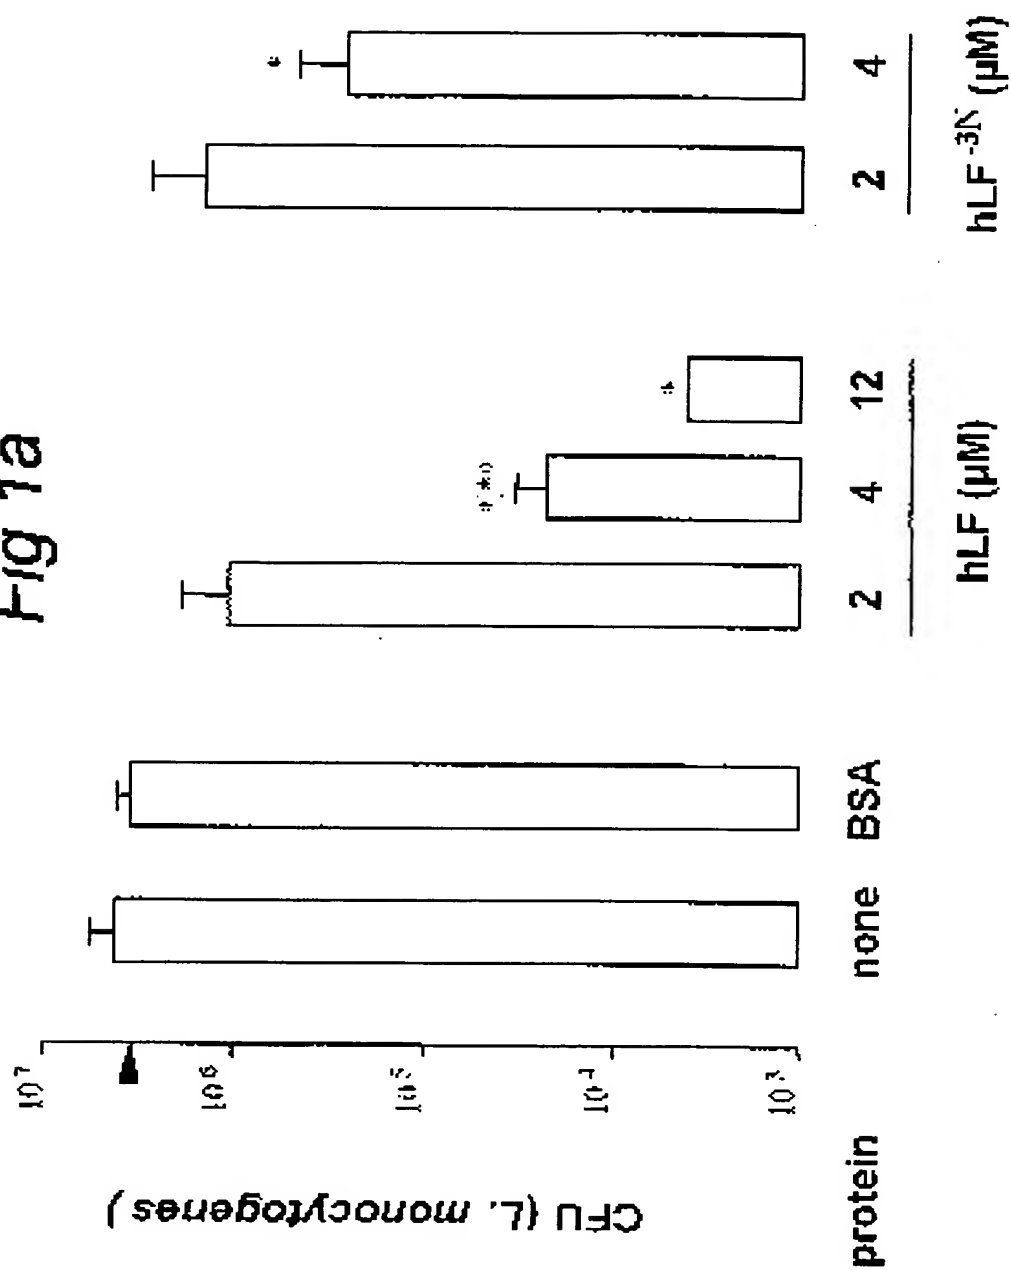 Fig 1a
CFU (L. monocytogenes)
10⁷
10⁶
10⁵
10⁴
10³
protein
none
BSA
2
4
12
hLF (µM)
2
4
hLF⁻³ᴺ (µM)
*
*